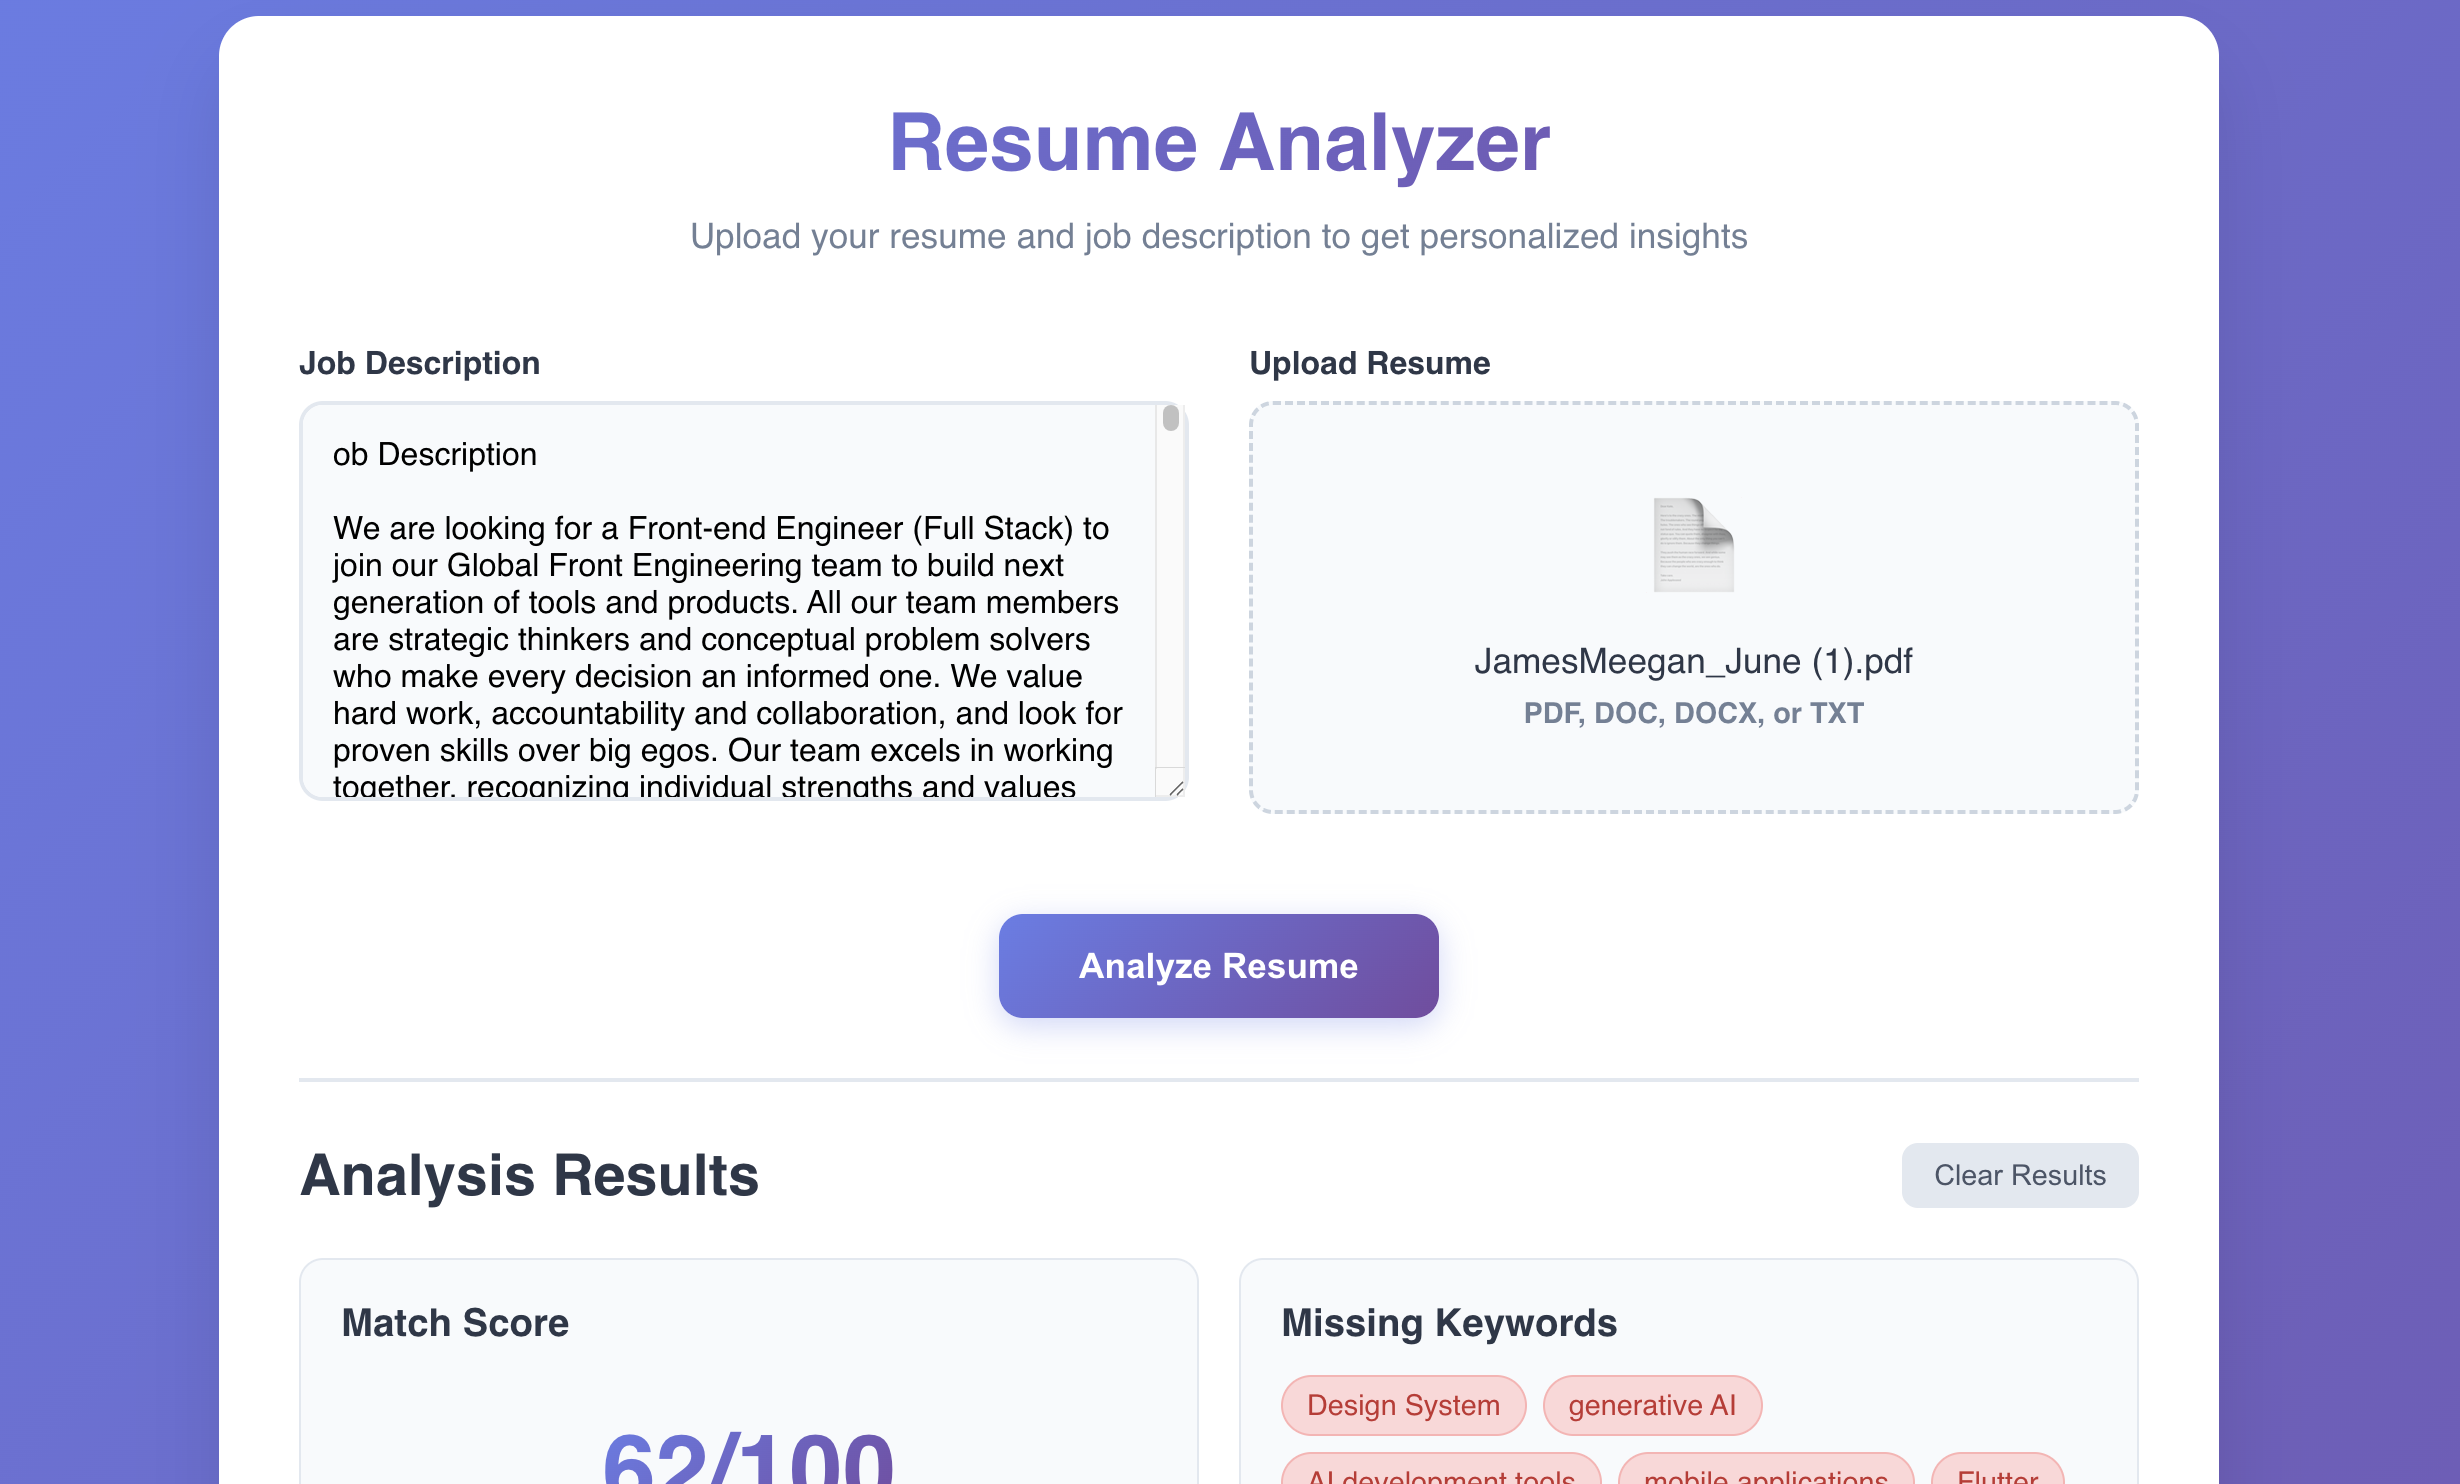 Resume Analyzer
Upload your resume and job description to get personalized insights
Job Description
ob Description
We are looking for a Front-end Engineer (Full Stack) to
join our Global Front Engineering team to build next
generation of tools and products. All our team members
are strategic thinkers and conceptual problem solvers
who make every decision an informed one. We value
hard work, accountability and collaboration, and look for
proven skills over big egos. Our team excels in working
together, recognizing individual strengths and values
Upload Resume
JamesMeegan_June (1).pdf
PDF, DOC, DOCX, or TXT
Analyze Resume
Analysis Results
Clear Results
Match Score
62/100
Missing Keywords
Design System
generative AI
AI development tools
mobile applications
Flutter